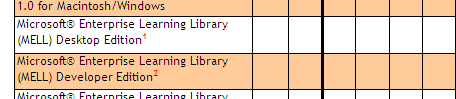 1.0 for Macintosh/Windows
Microsoft® Enterprise Learning Library
(MELL) Desktop Edition¹
Microsoft® Enterprise Learning Library
(MELL) Developer Edition²
Microsoft® Enterprise Learning Library